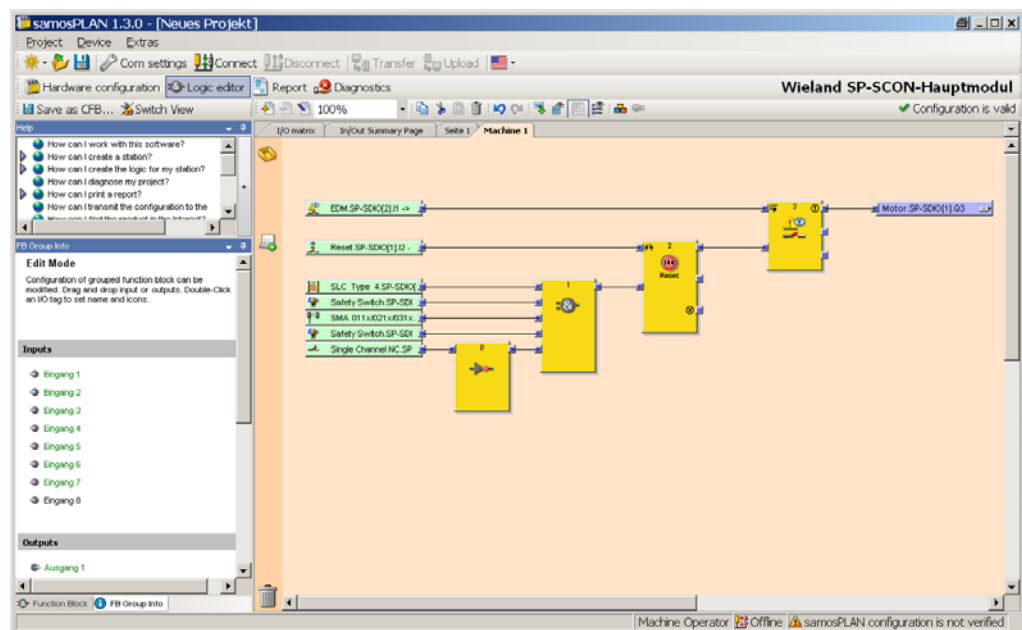 samosPLAN 1.3.0 - [Neues Projekt]
Project Device Extras
Com settings Connect Disconnect Transfer Upload
Hardware configuration Logic editor Report Diagnostics Wieland SP-SCON-Hauptmodul
Save as CFB... Switch View 100% Configuration is valid
Help
How can I work with this software?
How can I create a station?
How can I create the logic for my station?
How can I diagnose my project?
How can I print a report?
How can I transmit the configuration to the
How can I find the product in the Internet?
I/O matrix In/Out Summary Page Seite 1 Machine 1
FB Group Info
Edit Mode
Configuration of grouped function block can be
modified. Drag and drop input or outputs. Double-Click
an I/O tag to set name and icons.
Inputs
Eingang 1
Eingang 2
Eingang 3
Eingang 4
Eingang 5
Eingang 6
Eingang 7
Eingang 8
Outputs
Ausgang 1
Function Block FB Group Info
EDM.SP-SDIO[2].I1 -> 3 Motor.SP-SDIO[1].Q3
Reset.SP-SDIO[1].I2 - 2
Reset
SLC Type 4.SP-SDIO[ 1
Safety Switch.SP-SDI
SMA 011x/021x/031x.
Safety Switch.SP-SDI
Single Channel NC.SP 0
Machine Operator Offline samosPLAN configuration is not verified